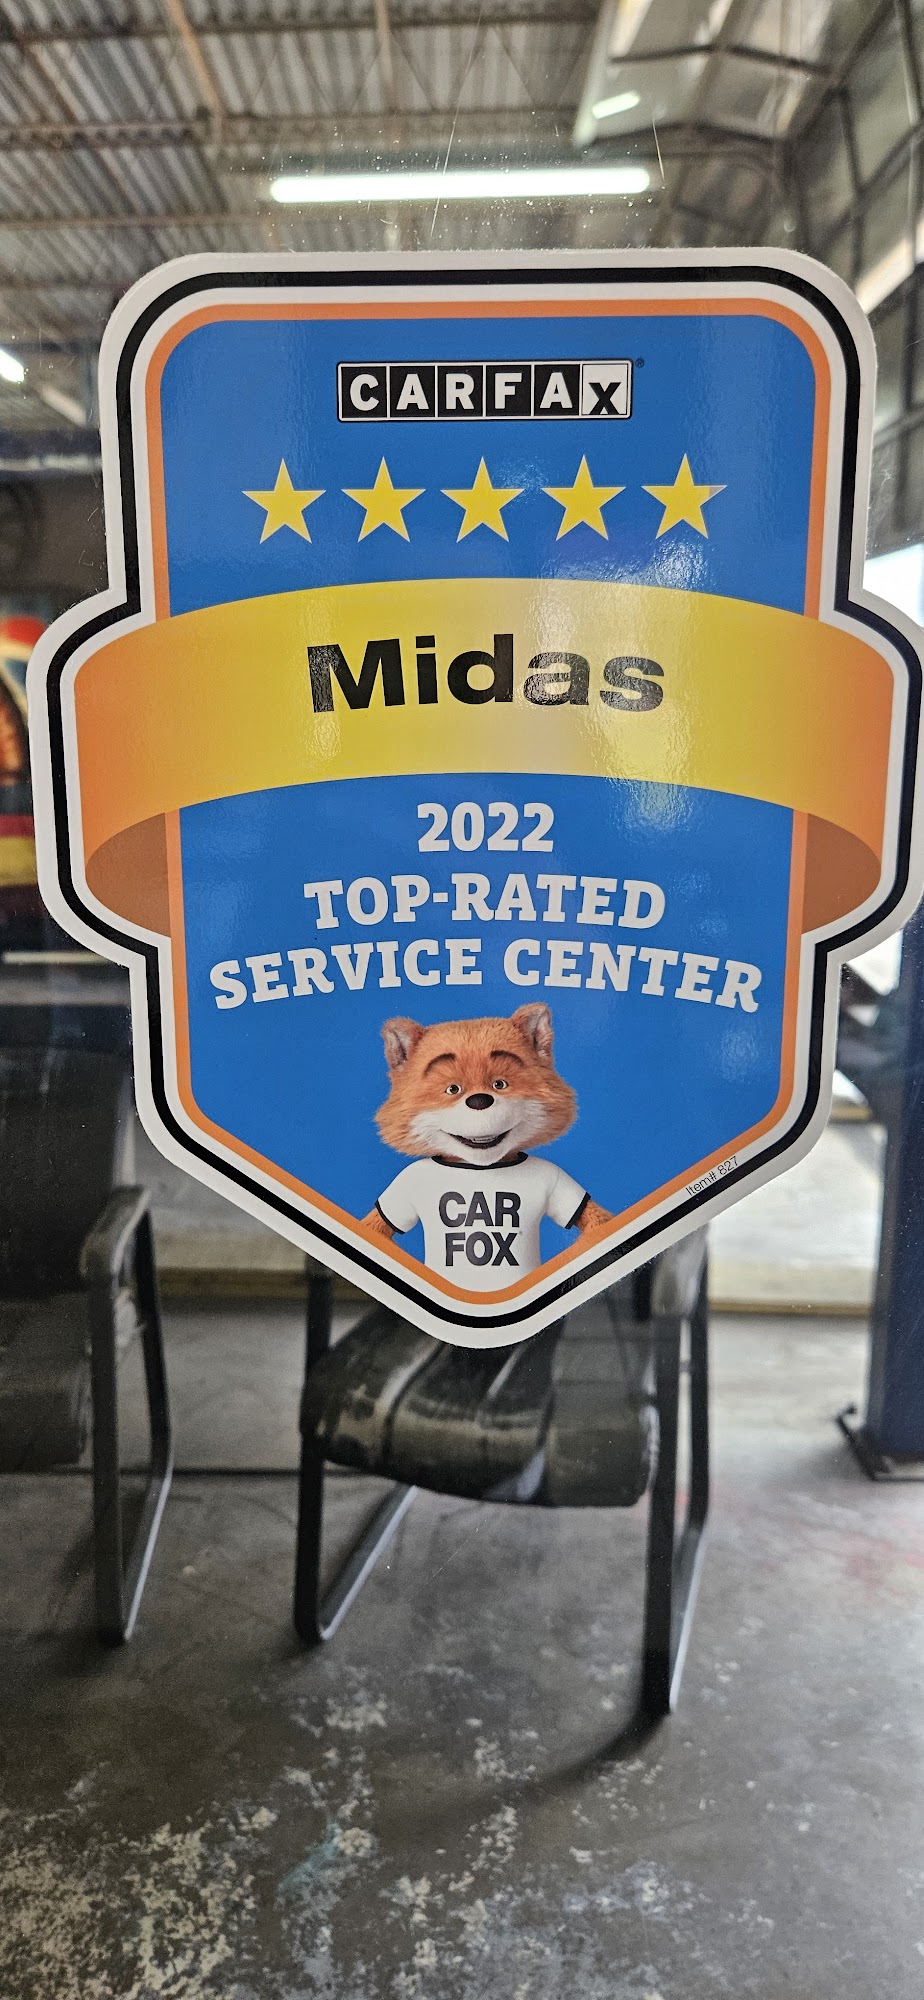 CARFAX®
Midas
2022
TOP-RATED
SERVICE CENTER
CAR
FOX
Item# 827